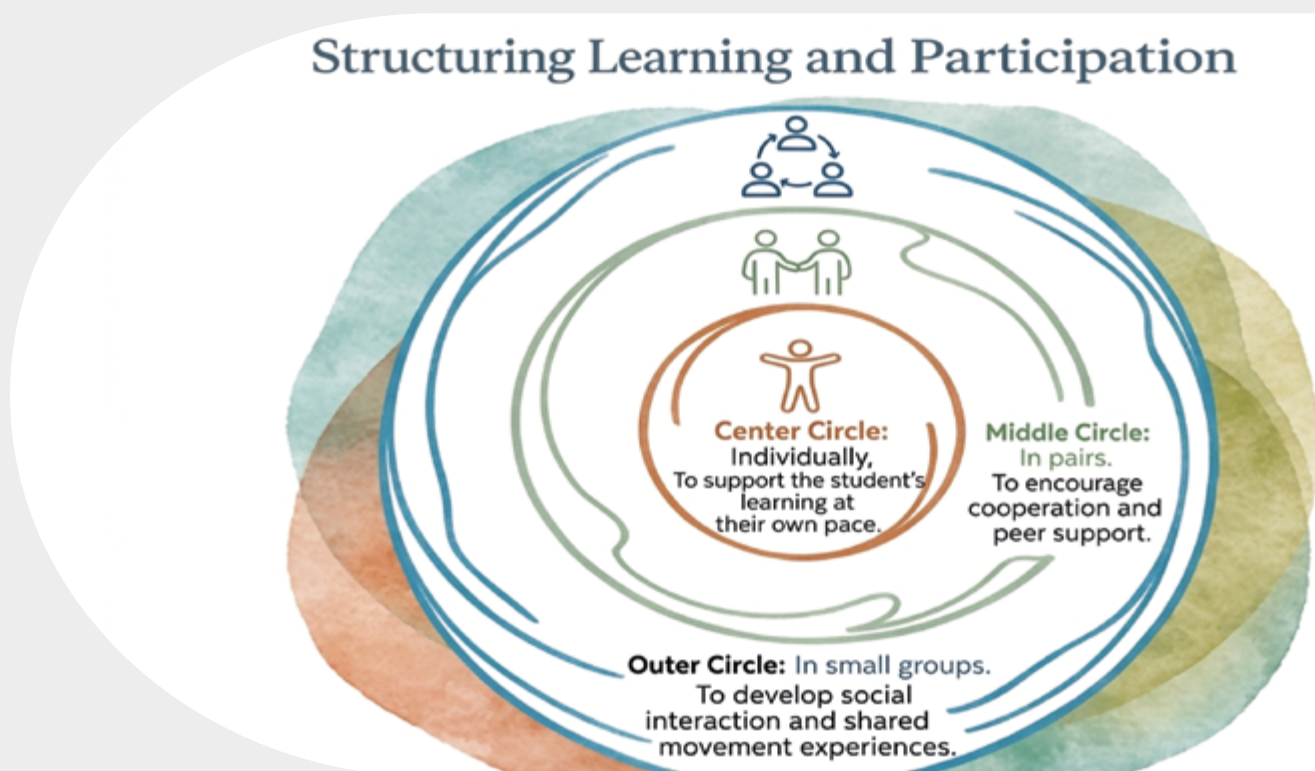 Structuring Learning and Participation
Center Circle:
Individually,
To support the student's
learning at
their own pace.
Middle Circle:
In pairs.
To encourage
cooperation and
peer support.
Outer Circle: In small groups.
To develop social
interaction and shared
movement experiences.